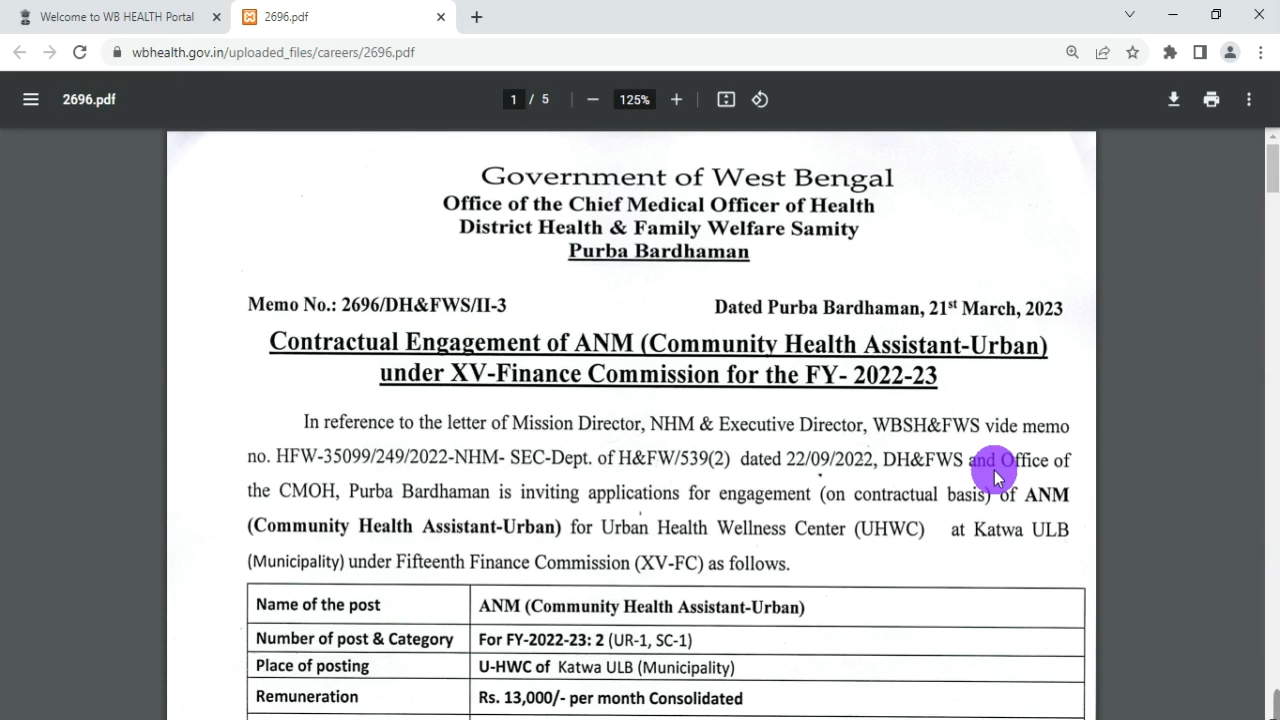 Welcome to WB HEALTH Portal
2696.pdf
wbhealth.gov.in/uploaded_files/careers/2696.pdf
2696.pdf
1 / 5
125%
Government of West Bengal
Office of the Chief Medical Officer of Health
District Health & Family Welfare Samity
Purba Bardhaman
Memo No.: 2696/DH&FWS/II-3 Dated Purba Bardhaman, 21st March, 2023
Contractual Engagement of ANM (Community Health Assistant-Urban)
under XV-Finance Commission for the FY- 2022-23
In reference to the letter of Mission Director, NHM & Executive Director, WBSH&FWS vide memo
no. HFW-35099/249/2022-NHM- SEC-Dept. of H&FW/539(2) dated 22/09/2022, DH&FWS and Office of
the CMOH, Purba Bardhaman is inviting applications for engagement (on contractual basis) of ANM
(Community Health Assistant-Urban) for Urban Health Wellness Center (UHWC) at Katwa ULB
(Municipality) under Fifteenth Finance Commission (XV-FC) as follows.
Name of the post ANM (Community Health Assistant-Urban)
Number of post & Category For FY-2022-23: 2 (UR-1, SC-1)
Place of posting U-HWC of Katwa ULB (Municipality)
Remuneration Rs. 13,000/- per month Consolidated